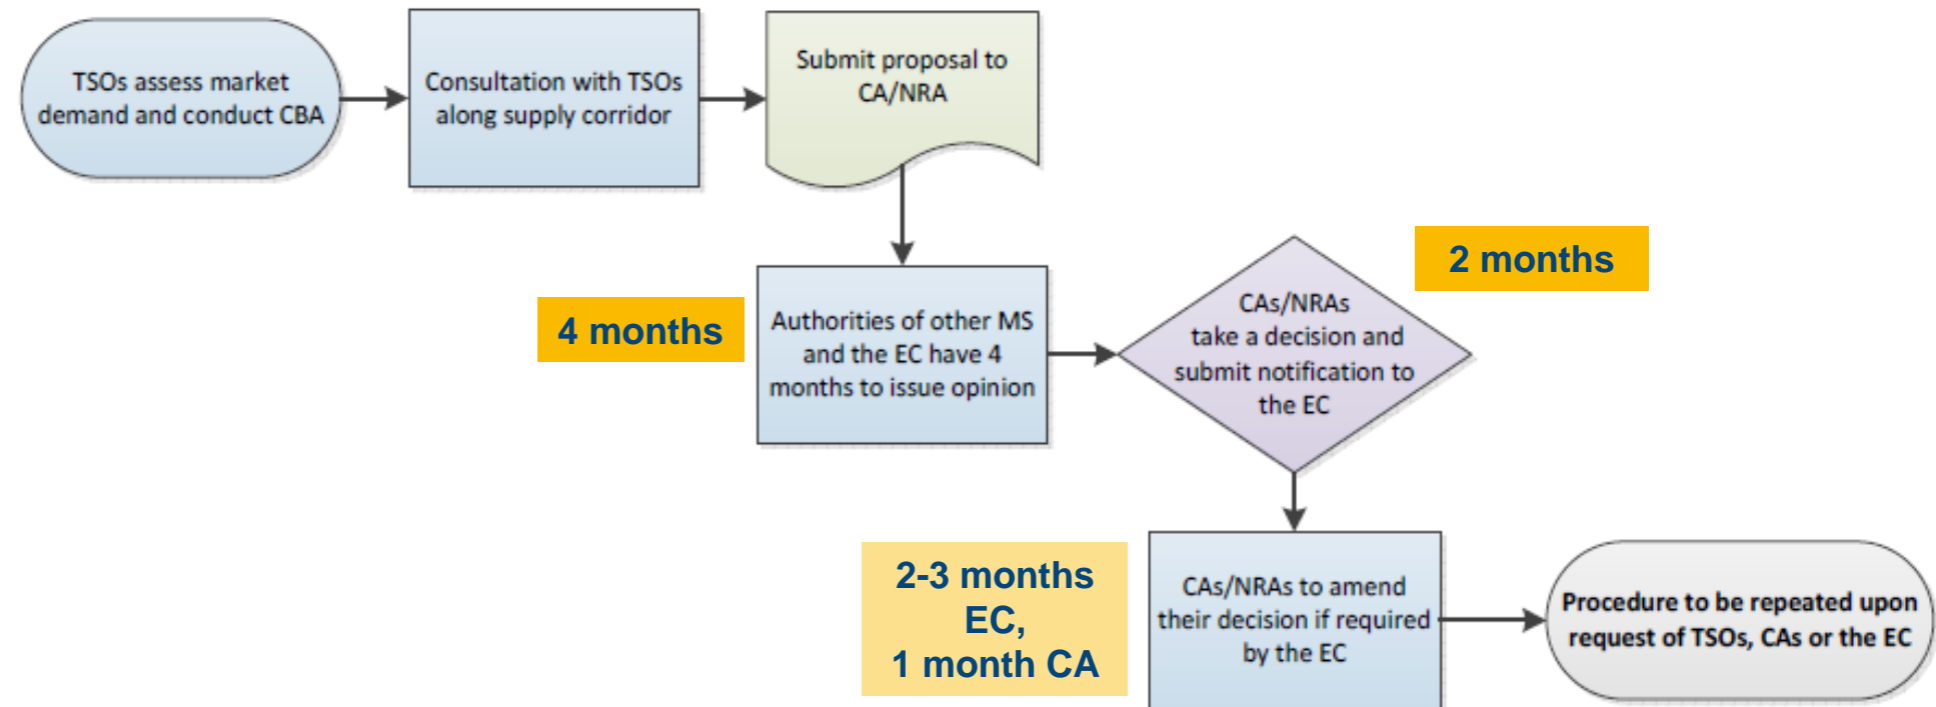 TSOs assess market
demand and conduct CBA
Consultation with TSOs
along supply corridor
Submit proposal to
CA/NRA
4 months
Authorities of other MS
and the EC have 4
months to issue opinion
2 months
CAs/NRAs
take a decision and
submit notification to
the EC
2-3 months
EC,
1 month CA
CAs/NRAs to amend
their decision if required
by the EC
Procedure to be repeated upon
request of TSOs, CAs or the EC